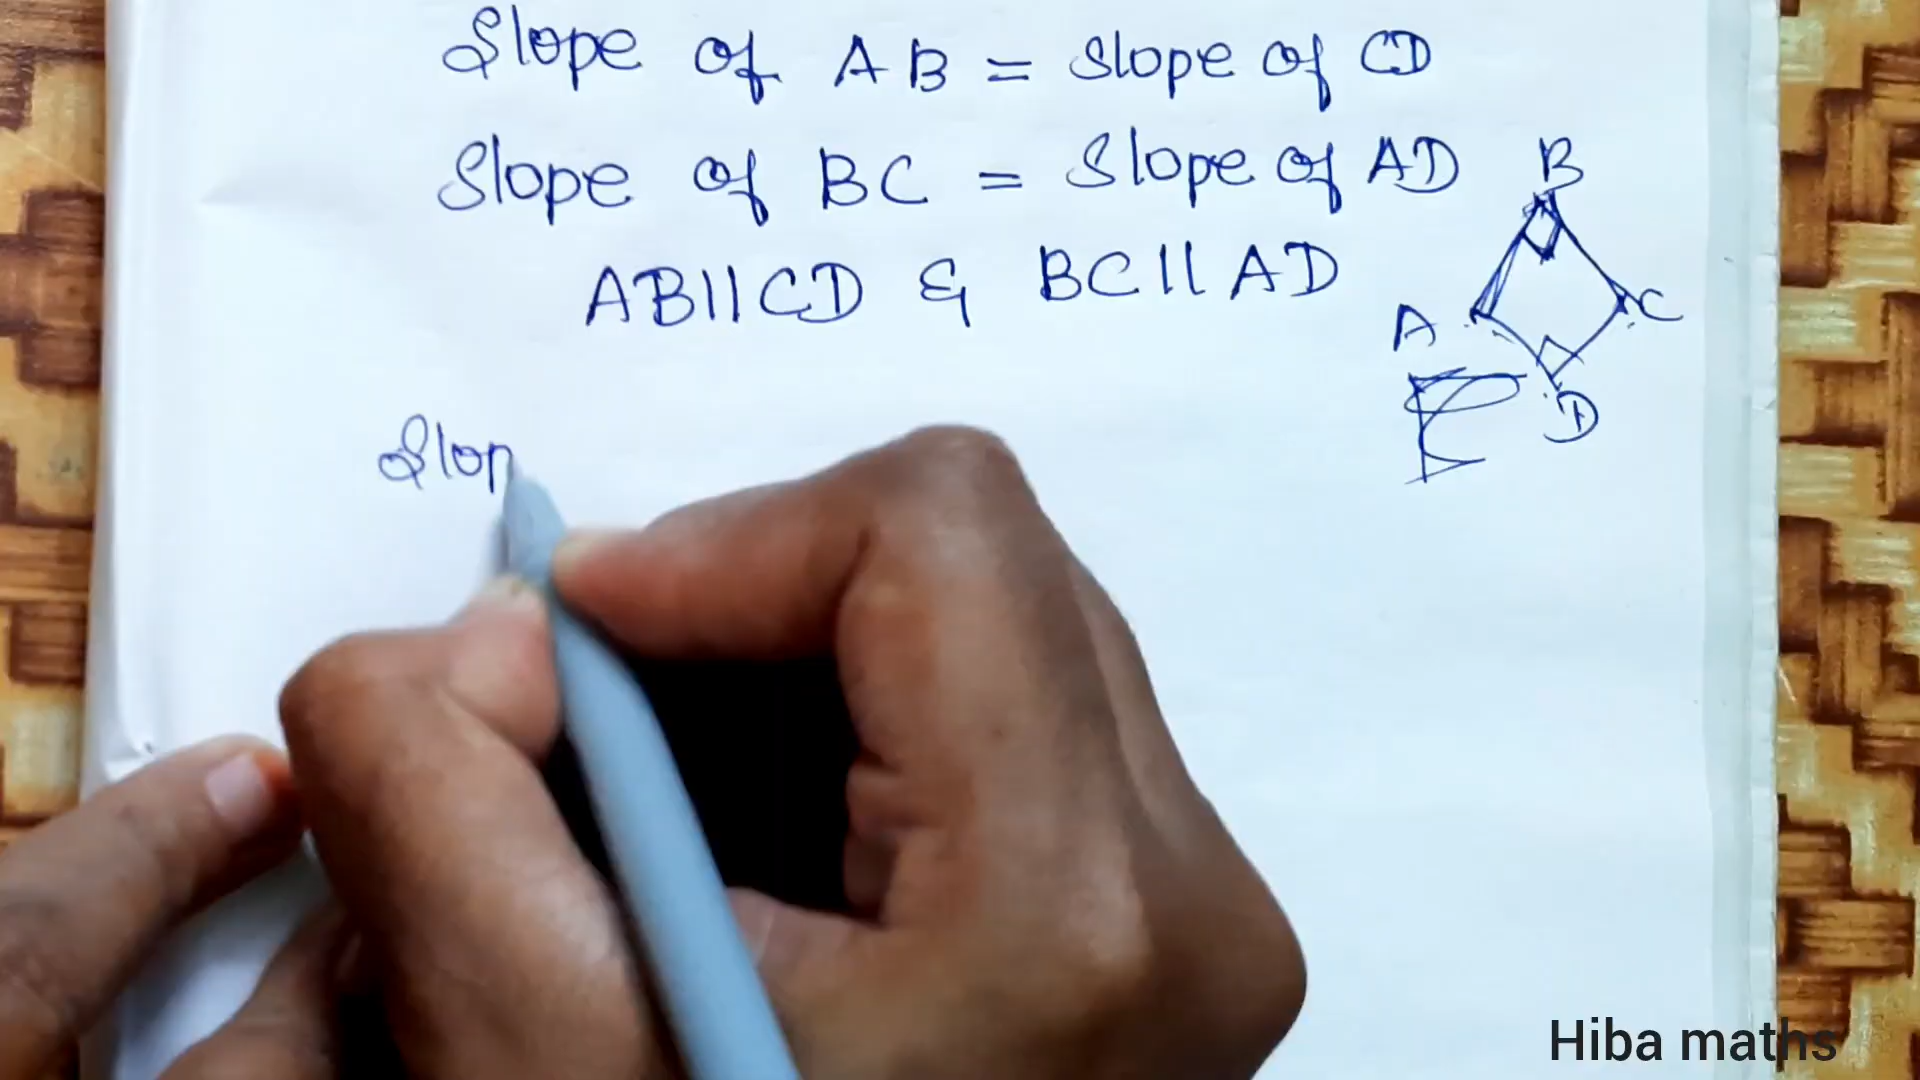 Slope of AB = Slope of CD
Slope of BC = Slope of AD
AB || CD & BC || AD
B
A
C
D
Slop
Hiba maths